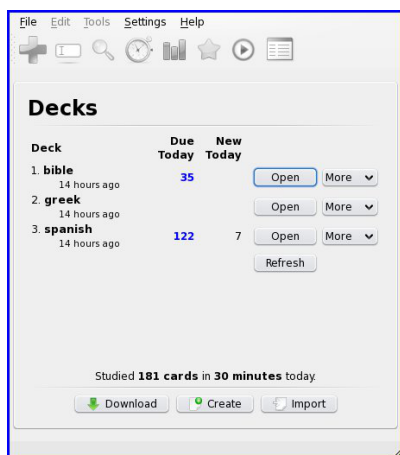 File Edit Tools Settings Help
Decks
Deck Due Today New Today
1. bible 35 Open More
14 hours ago
2. greek Open More
14 hours ago
3. spanish 122 7 Open More
14 hours ago
Refresh
Studied 181 cards in 30 minutes today.
Download Create Import